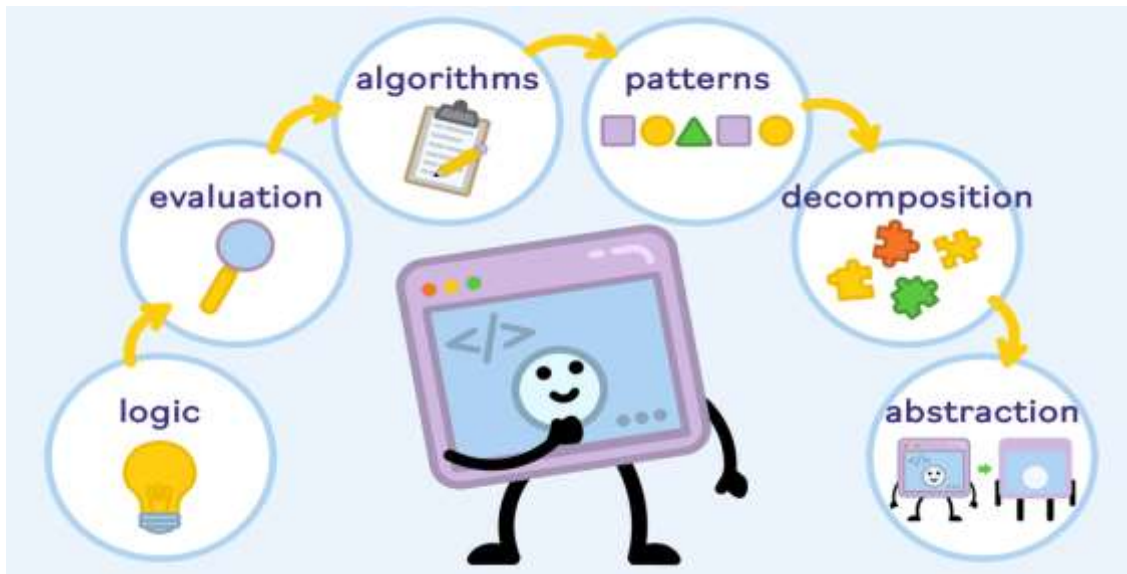 logic
evaluation
algorithms
patterns
decomposition
abstraction
</>